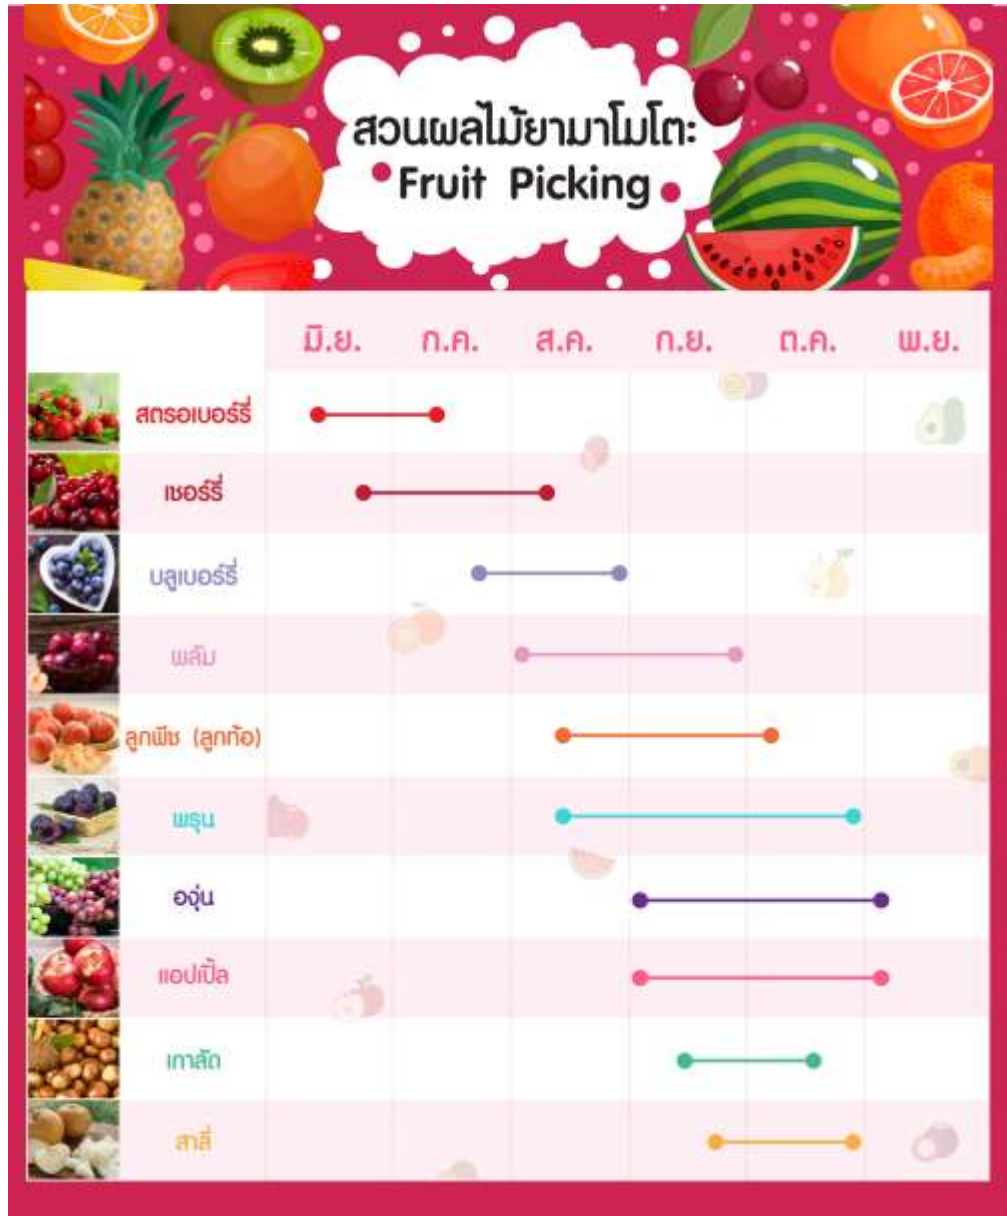 สวนผลไม้ยามาโมโตะ
Fruit Picking
มิ.ย. ก.ค. ส.ค. ก.ย. ต.ค. พ.ย.
สตรอเบอร์รี่
เชอร์รี่
บลูเบอร์รี่
พลัม
ลูกพีช (ลูกท้อ)
พรุน
องุ่น
แอปเปิ้ล
เกาลัด
สาลี่